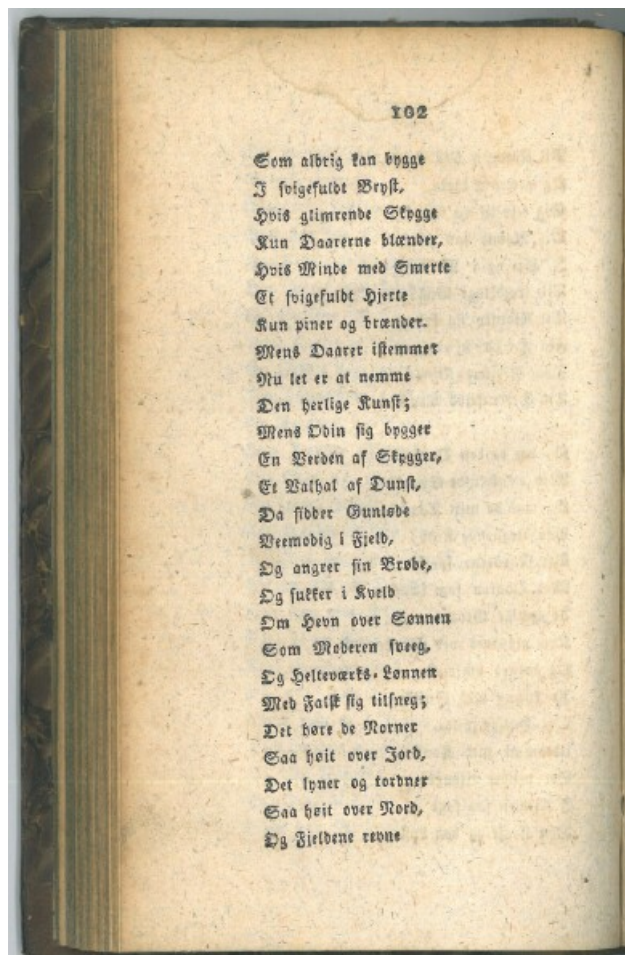 102
Som aldrig kan bygge
I svigefuldt Bryst,
Hvis glimrende Skygge
Kun Daarerne blænder,
Hvis Minde med Smerte
Et svigefuldt Hjerte
Kun piner og brænder.
Mens Daarer istemmer
Nu let er at nemme
Den herlige Kunst;
Mens Odin sig bygger
En Verden af Skygger,
Et Valhal af Dunst,
Da sidder Gunløde
Veemodig i Fjeld,
Og angrer sin Brøde,
Og sukker i Kveld
Om Hevn over Sønnen
Som Moderen sveeg,
Og Helteværks-Lønnen
Med Falsk sig tilsneg;
Det høre de Norner
Saa høit over Jord,
Det lyner og tordner
Saa høit over Nord,
Og Fjeldene revne